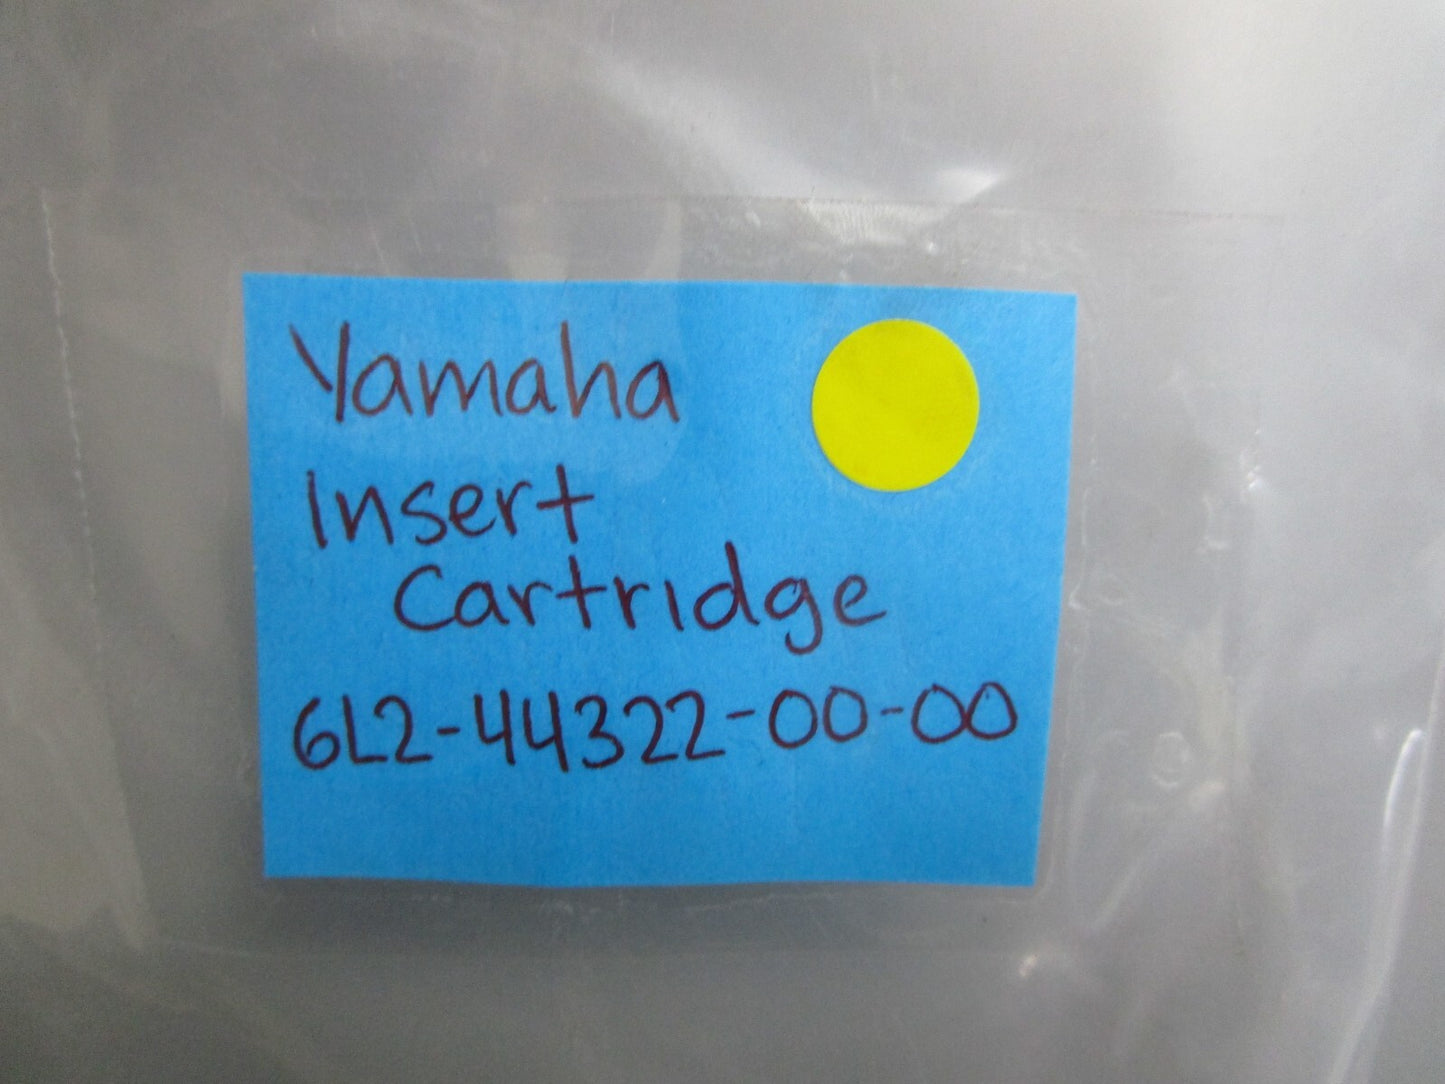 Yamaha
Insert
Cartridge
6L2-44322-00-00